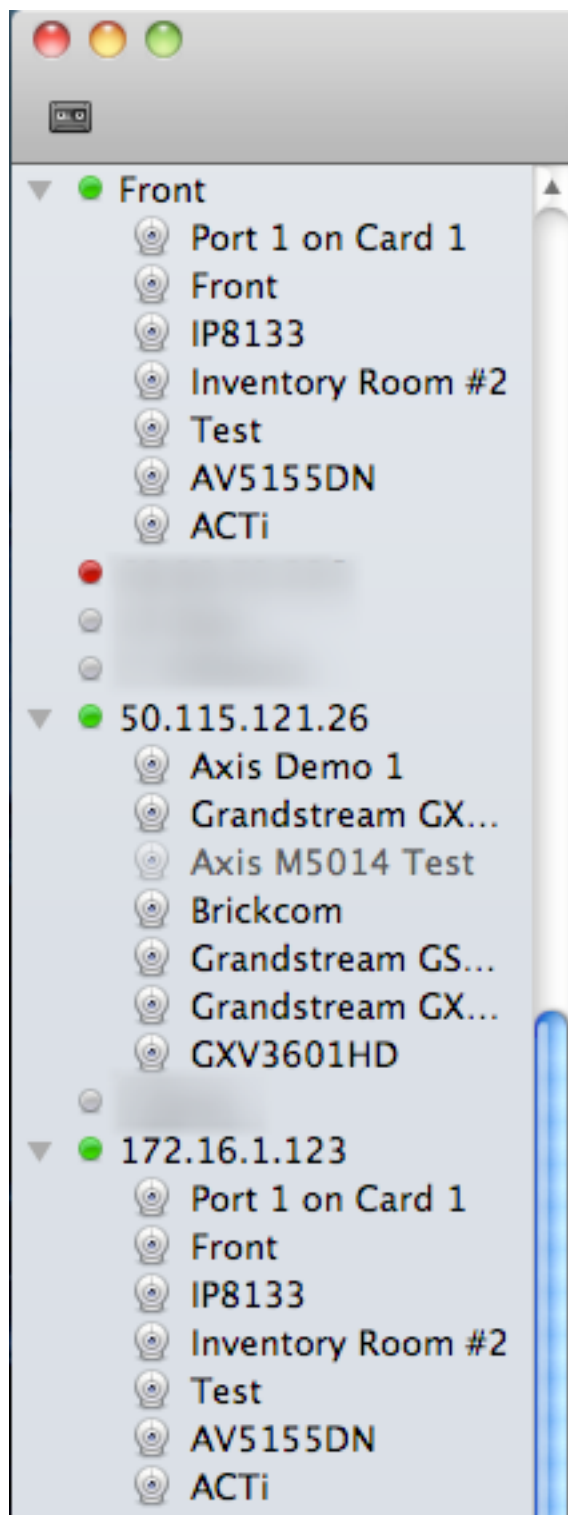 Front
Port 1 on Card 1
Front
IP8133
Inventory Room #2
Test
AV5155DN
ACTi
50.115.121.26
Axis Demo 1
Grandstream GX...
Axis M5014 Test
Brickcom
Grandstream GS...
Grandstream GX...
GXV3601HD
172.16.1.123
Port 1 on Card 1
Front
IP8133
Inventory Room #2
Test
AV5155DN
ACTi